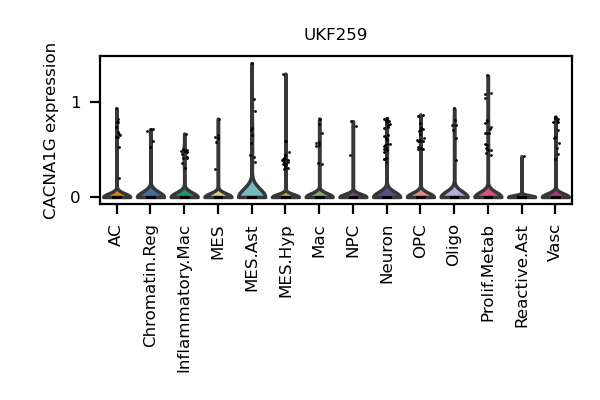 UKF259
CACNA1G expression
1
0
AC
Chromatin.Reg
Inflammatory.Mac
MES
MES.Ast
MES.Hyp
Mac
NPC
Neuron
OPC
Oligo
Prolif.Metab
Reactive.Ast
Vasc